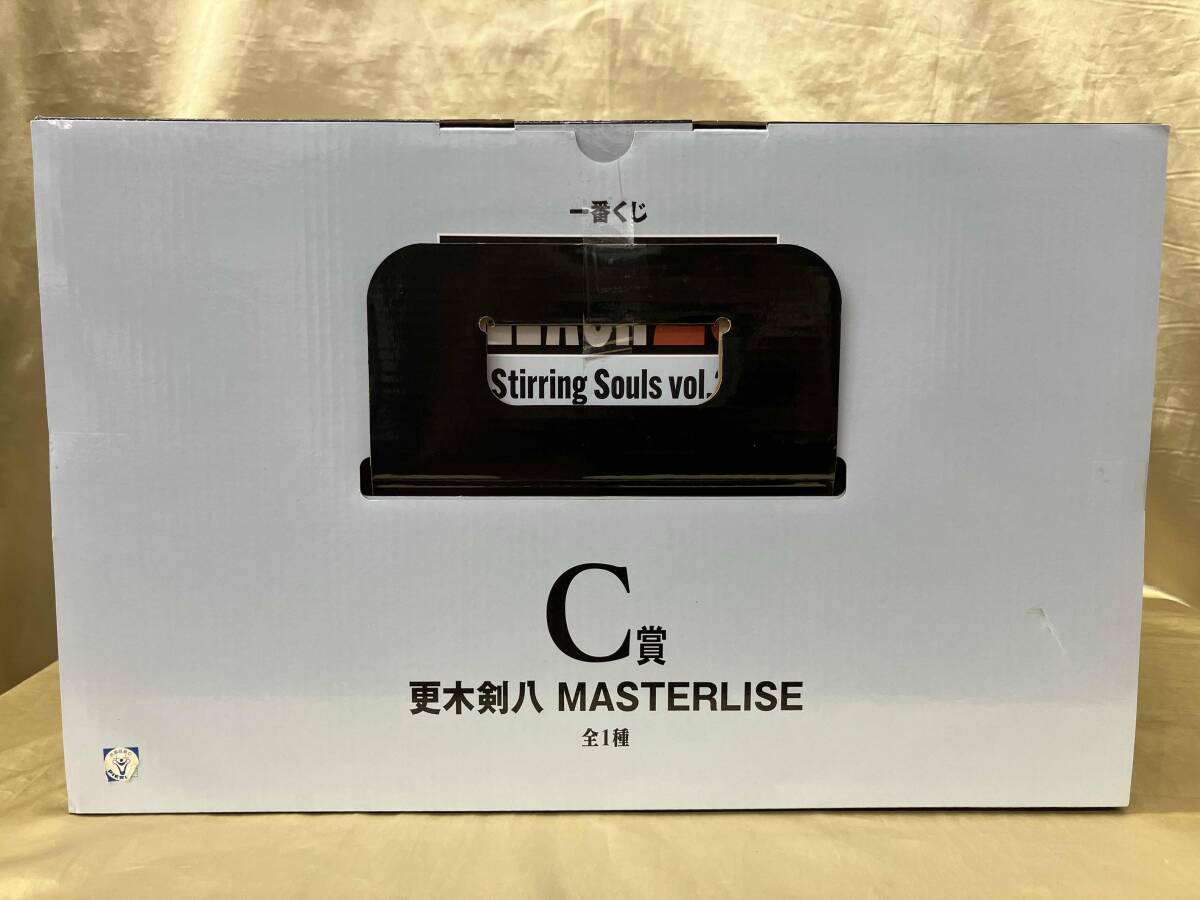 一番くじ
Stirring Souls vol.
C賞
更木剣八 MASTERLISE
全1種